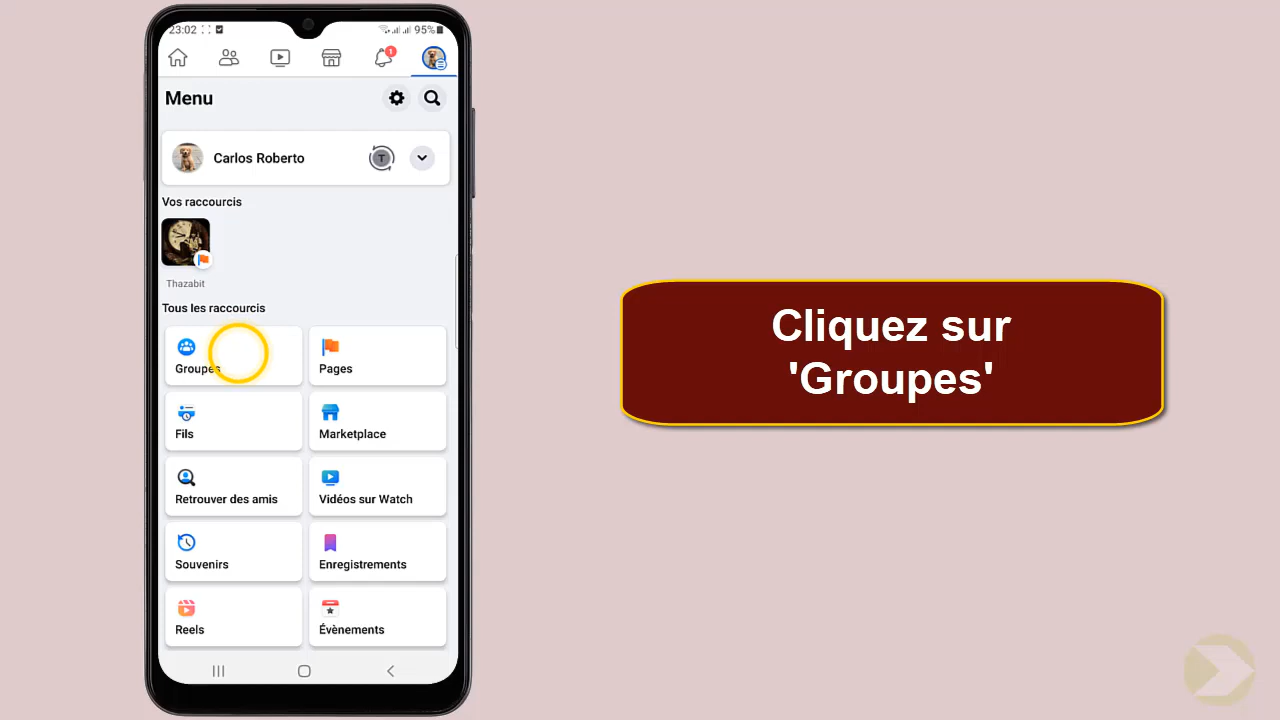 23:02
95%
1
Menu
Carlos Roberto
T
Vos raccourcis
Thazabit
Tous les raccourcis
Groupes
Pages
Fils
Marketplace
Retrouver des amis
Vidéos sur Watch
Souvenirs
Enregistrements
Reels
Évènements
Cliquez sur
'Groupes'